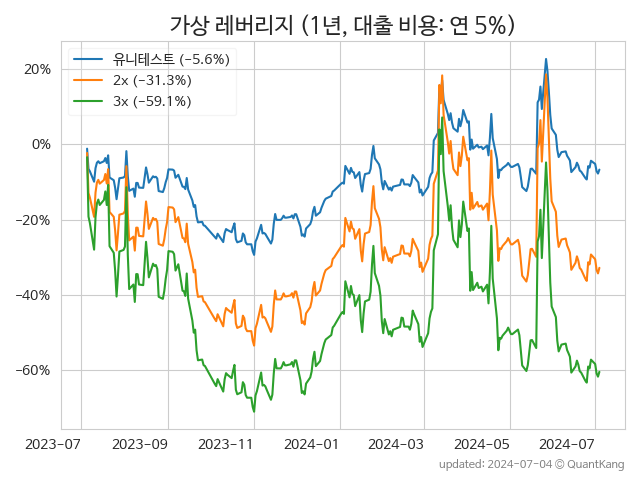 가상 레버리지 (1년, 대출 비용: 연 5%)
유니테스트 (−5.6%)
2x (−31.3%)
3x (−59.1%)
20%
0%
−20%
−40%
−60%
2023-07 2023-09 2023-11 2024-01 2024-03 2024-05 2024-07
updated: 2024-07-04 © QuantKang